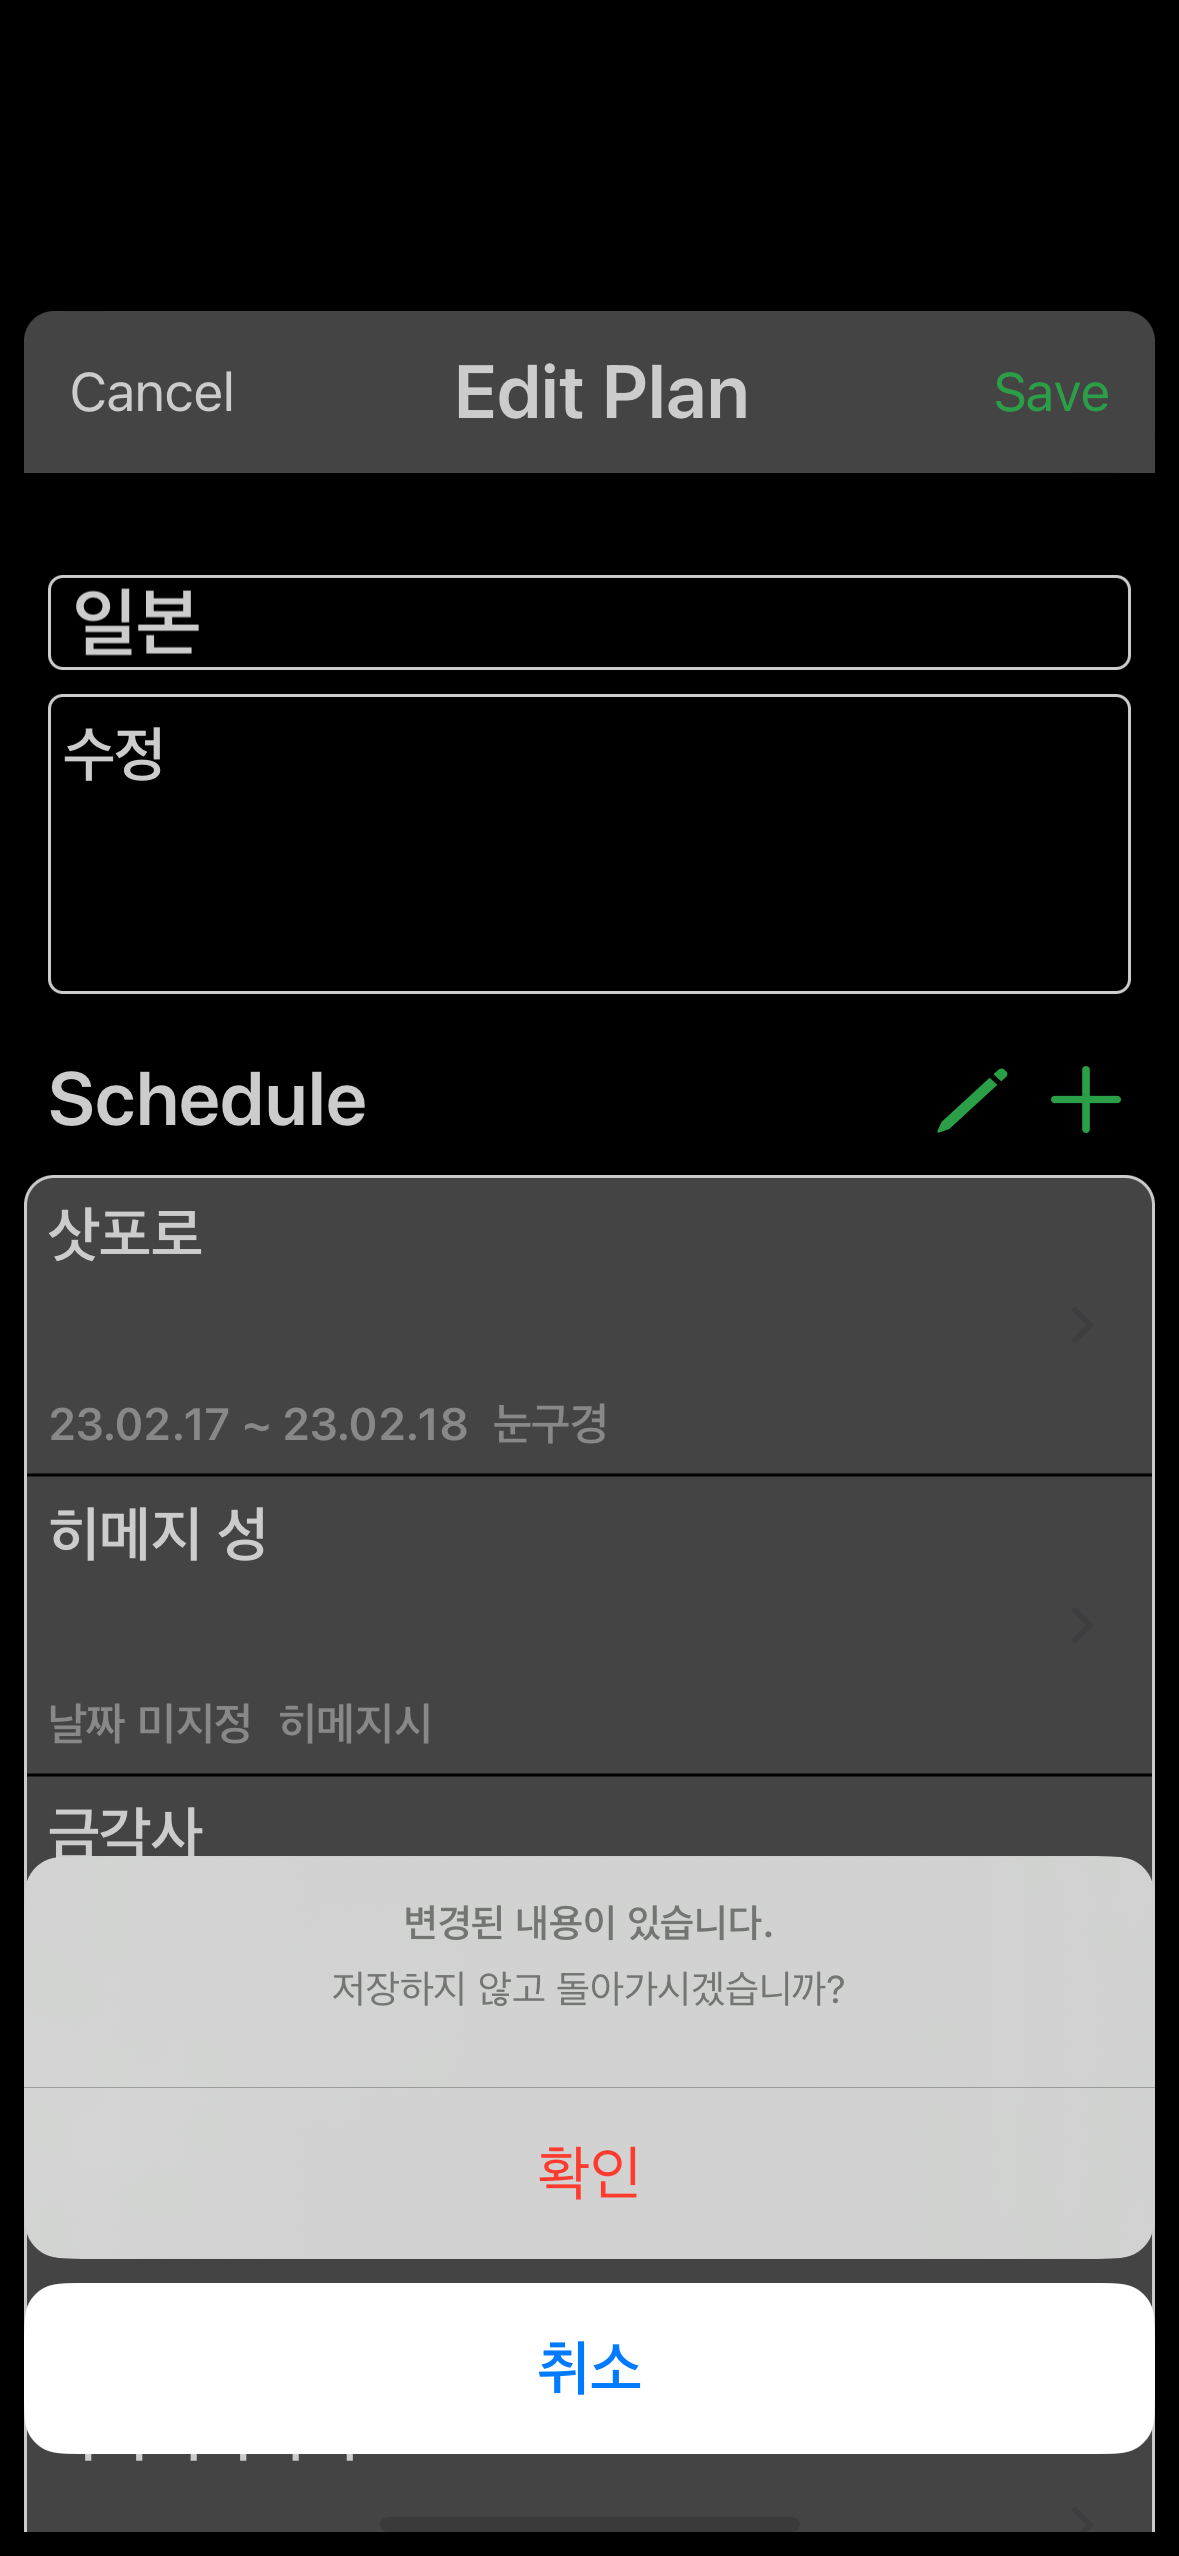 Cancel
Edit Plan
Save
일본
수정
Schedule
삿포로
23.02.17 ~ 23.02.18 눈구경
히메지 성
날짜 미지정 히메지시
금각사
변경된 내용이 있습니다.
저장하지 않고 돌아가시겠습니까?
확인
취소